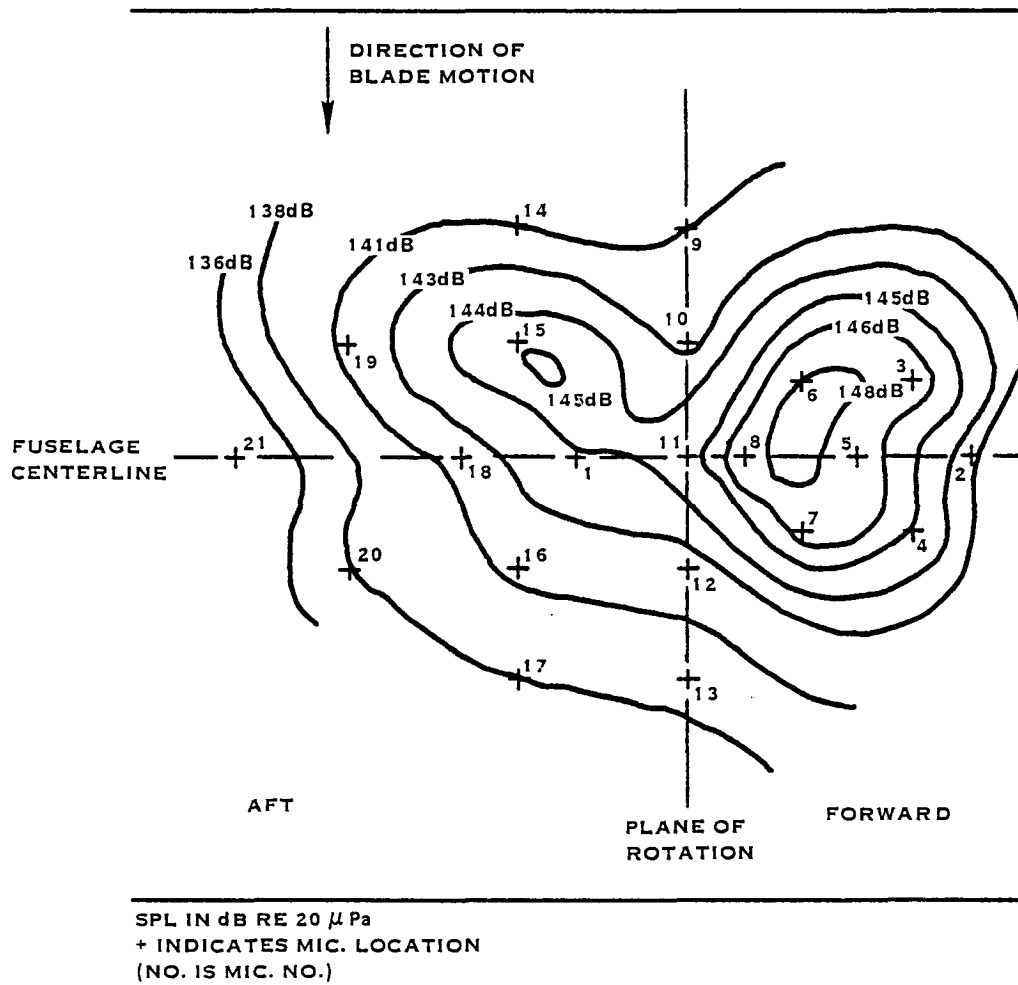 DIRECTION OF
BLADE MOTION
138dB
14
141dB
9
136dB
143dB
145dB
144dB
15
10
146dB
19
6
3
148dB
145dB
FUSELAGE
CENTERLINE
21
18
1
11
8
5
2
7
4
20
16
12
17
13
AFT
PLANE OF
ROTATION
FORWARD
SPL IN dB RE 20 μ Pa
+ INDICATES MIC. LOCATION
(NO. IS MIC. NO.)